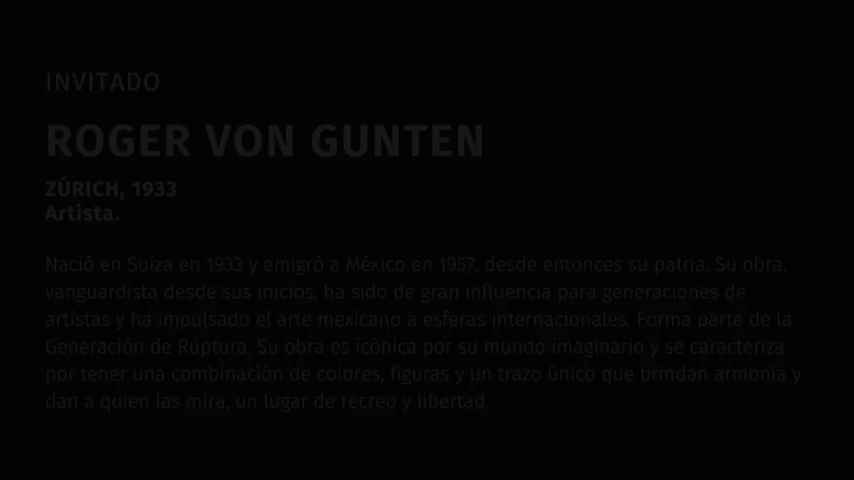 INVITADO
ROGER VON GUNTEN
ZÚRICH, 1933
Artista.
Nació en Suiza en 1933 y emigró a México en 1957, desde entonces su patria. Su obra,
vanguardista desde sus inicios, ha sido de gran influencia para generaciones de
artistas y ha impulsado el arte mexicano a esferas internacionales. Forma parte de la
Generación de Ruptura. Su obra es icónica por su mundo imaginario y se caracteriza
por tener una combinación de colores, figuras y un trazo único que brindan armonía y
dan a quien las mira, un lugar de recreo y libertad.